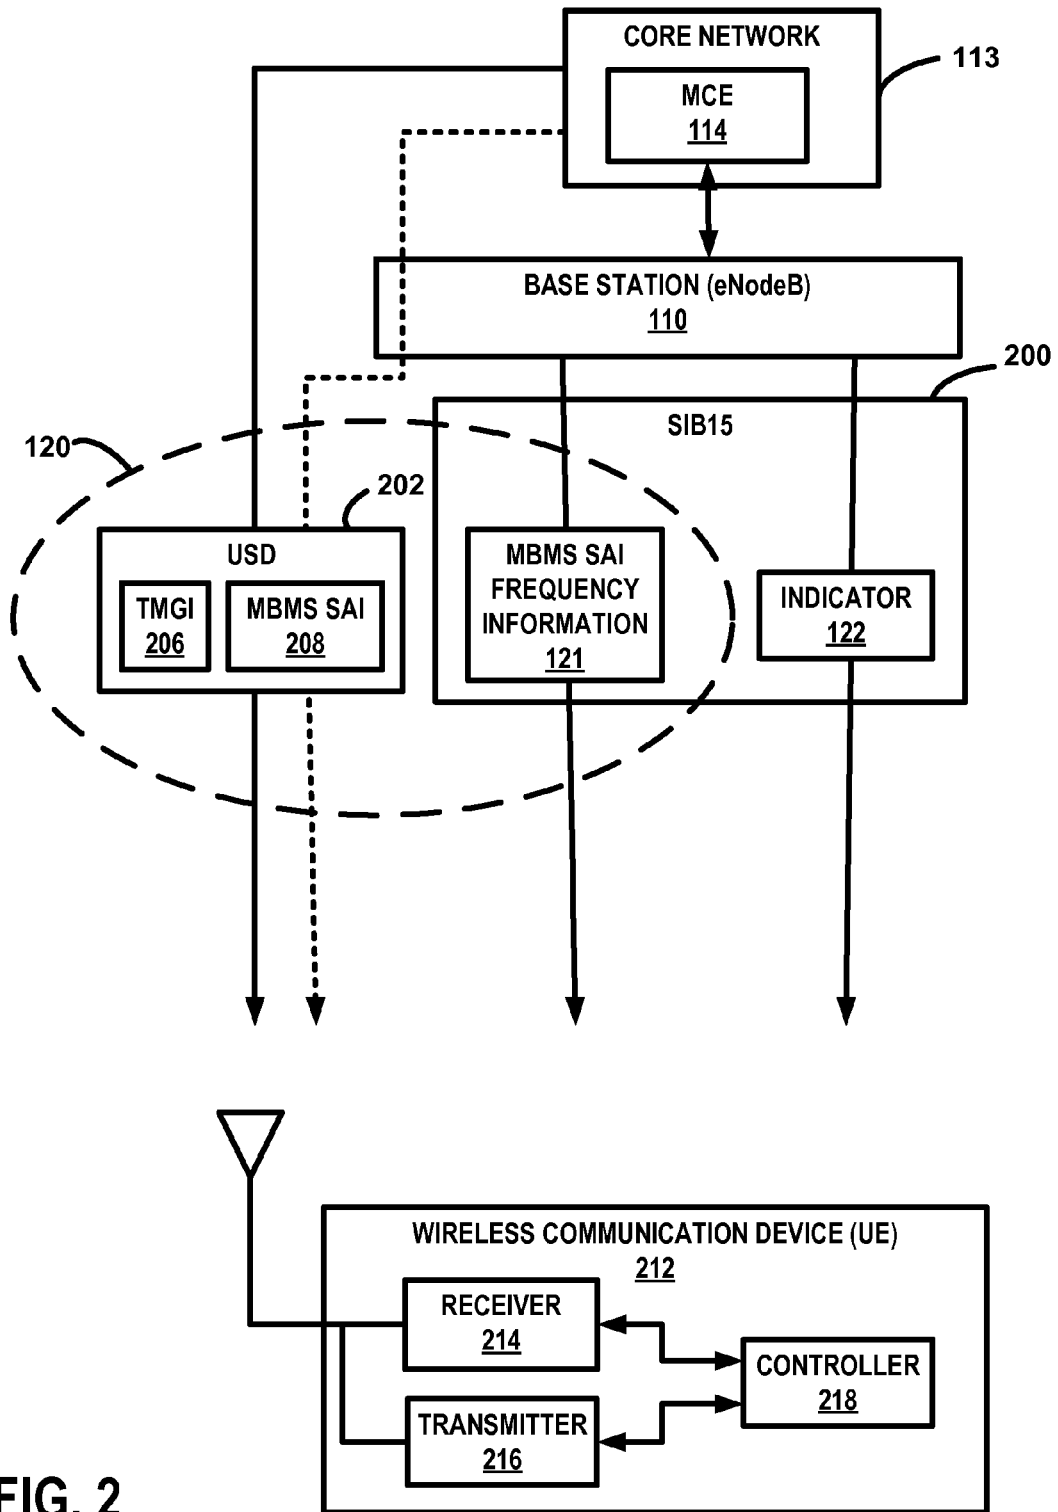 CORE NETWORK
113
MCE
114
BASE STATION (eNodeB)
110
200
SIB15
120
202
USD
TMGI
206
MBMS SAI
208
MBMS SAI
FREQUENCY
INFORMATION
121
INDICATOR
122
WIRELESS COMMUNICATION DEVICE (UE)
212
RECEIVER
214
CONTROLLER
218
TRANSMITTER
216
FIG. 2